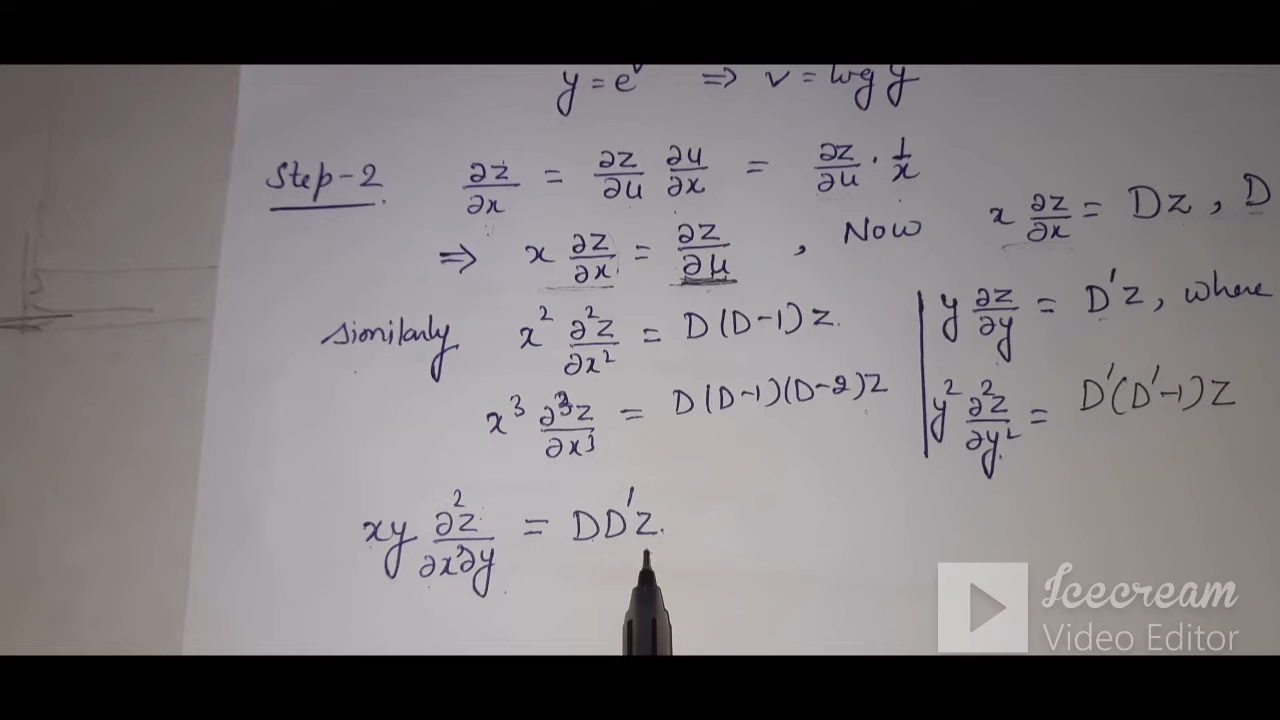 y = e^v ⇒ v = log y
Step-2 ∂z/∂x = ∂z/∂u ∂u/∂x = ∂z/∂u · 1/x
⇒ x ∂z/∂x = ∂z/∂u , Now x ∂z/∂x = Dz , D
Similarly x² ∂²z/∂x² = D(D-1)z.
y ∂z/∂y = D'z, where
x³ ∂³z/∂x³ = D(D-1)(D-2)z
y² ∂²z/∂y² = D'(D'-1)z
xy ∂²z/∂x∂y = DD'z.
Icecream
Video Editor